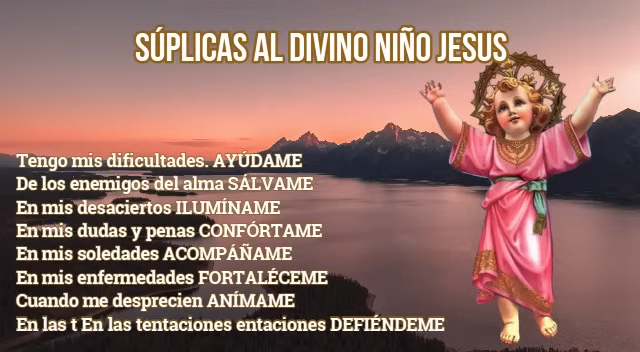 SÚPLICAS AL DIVINO NIÑO JESUS
Tengo mis dificultades. AYÚDAME
De los enemigos del alma SÁLVAME
En mis desaciertos ILUMÍNAME
En mis dudas y penas CONFÓRTAME
En mis soledades ACOMPÁÑAME
En mis enfermedades FORTALÉCEME
Cuando me desprecien ANÍMAME
En las t En las tentaciones entaciones DEFIÉNDEME